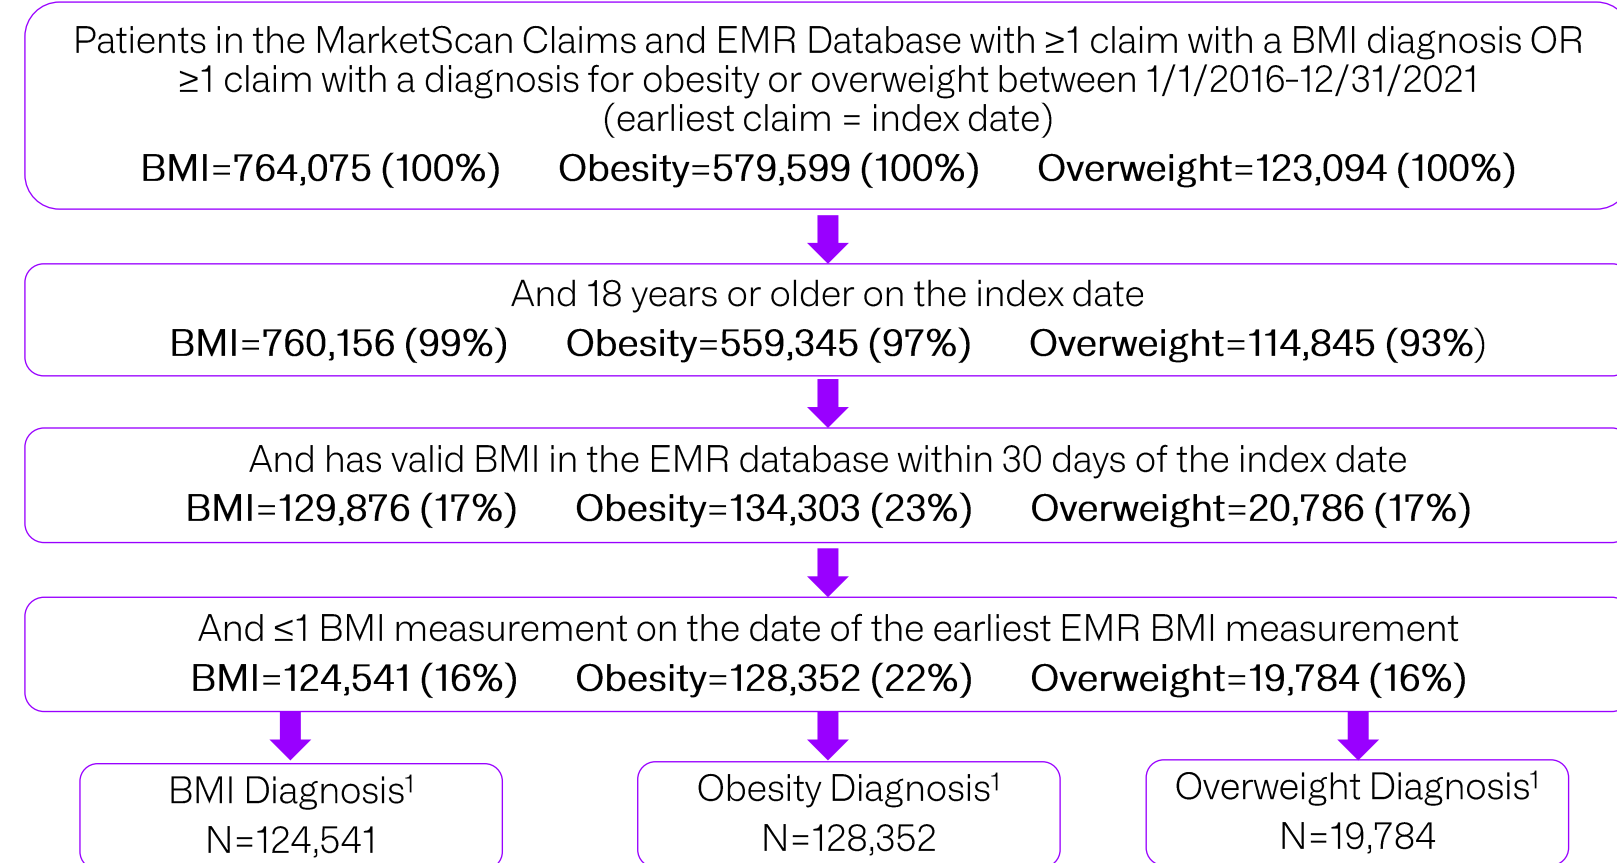 Patients in the MarketScan Claims and EMR Database with ≥1 claim with a BMI diagnosis OR
≥1 claim with a diagnosis for obesity or overweight between 1/1/2016-12/31/2021
(earliest claim = index date)
BMI=764,075 (100%) Obesity=579,599 (100%) Overweight=123,094 (100%)
And 18 years or older on the index date
BMI=760,156 (99%) Obesity=559,345 (97%) Overweight=114,845 (93%)
And has valid BMI in the EMR database within 30 days of the index date
BMI=129,876 (17%) Obesity=134,303 (23%) Overweight=20,786 (17%)
And ≤1 BMI measurement on the date of the earliest EMR BMI measurement
BMI=124,541 (16%) Obesity=128,352 (22%) Overweight=19,784 (16%)
BMI Diagnosis¹
N=124,541
Obesity Diagnosis¹
N=128,352
Overweight Diagnosis¹
N=19,784